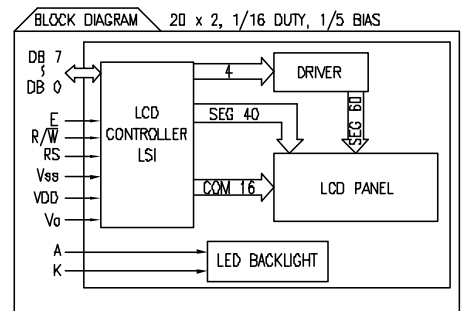 BLOCK DIAGRAM 20 x 2, 1/16 DUTY, 1/5 BIAS
DB 7
DB 0
E
R/W̅
RS
Vss
VDD
Vo
LCD
CONTROLLER
LSI
4
DRIVER
SEG 40
SEG 60
COM 16
LCD PANEL
A
K
LED BACKLIGHT